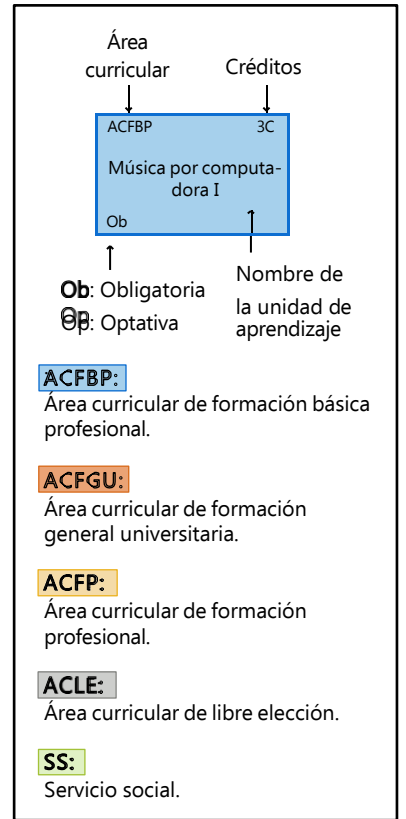 Área
curricular
Créditos
ACFBP 3C
Música por computa-
dora I
Ob
Ob: Obligatoria
Op: Optativa
Nombre de
la unidad de
aprendizaje
ACFBP:
Área curricular de formación básica
profesional.
ACFGU:
Área curricular de formación
general universitaria.
ACFP:
Área curricular de formación
profesional.
ACLE:
Área curricular de libre elección.
SS:
Servicio social.